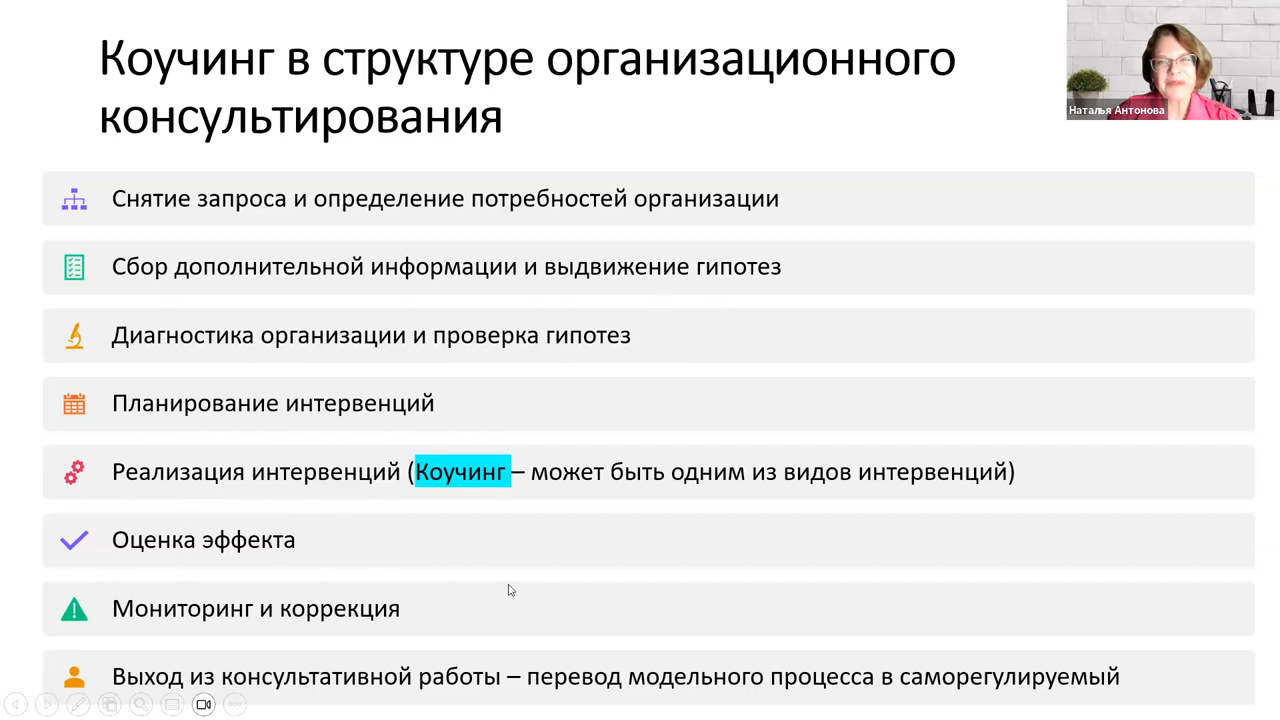 Коучинг в структуре организационного
консультирования
Наталья Антонова
Снятие запроса и определение потребностей организации
Сбор дополнительной информации и выдвижение гипотез
Диагностика организации и проверка гипотез
Планирование интервенций
Реализация интервенций (Коучинг – может быть одним из видов интервенций)
Оценка эффекта
Мониторинг и коррекция
Выход из консультативной работы – перевод модельного процесса в саморегулируемый